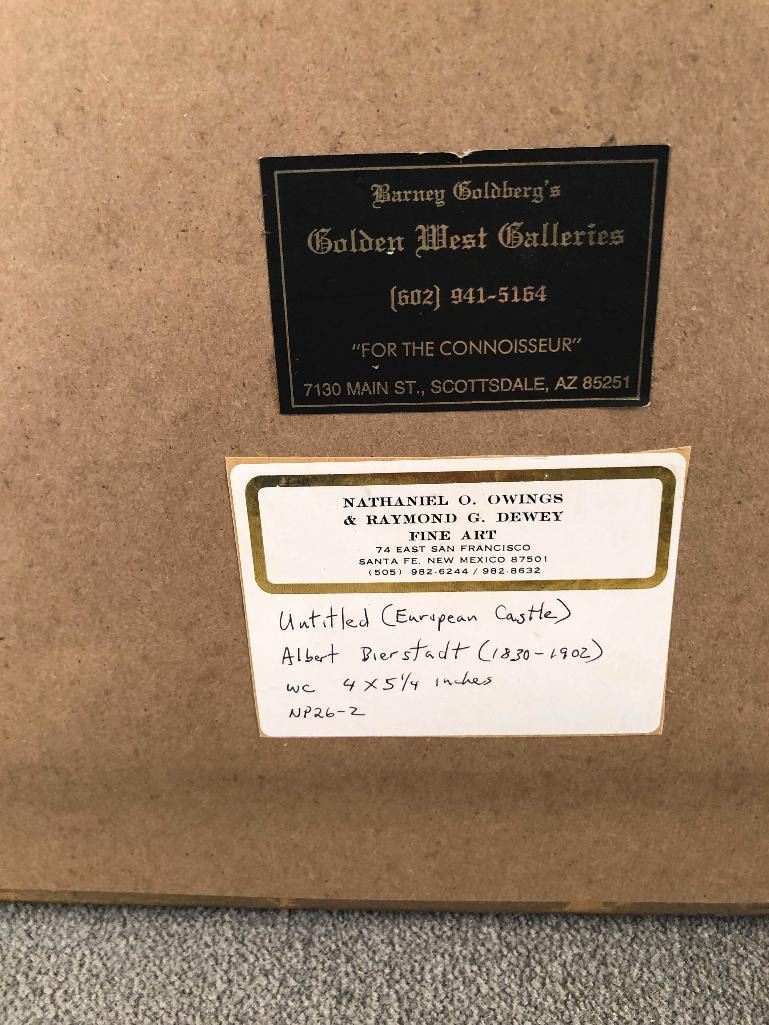 Barney Goldberg's
Golden West Galleries
(602) 941-5164
"FOR THE CONNOISSEUR"
7130 MAIN ST., SCOTTSDALE, AZ 85251
NATHANIEL O. OWINGS
& RAYMOND G. DEWEY
FINE ART
74 EAST SAN FRANCISCO
SANTA FE, NEW MEXICO 87501
(505) 982-6244 / 982-8632
Untitled (European Castle)
Albert Bierstadt (1830-1902)
wc 4 X 5 1/4 inches
NP26-2